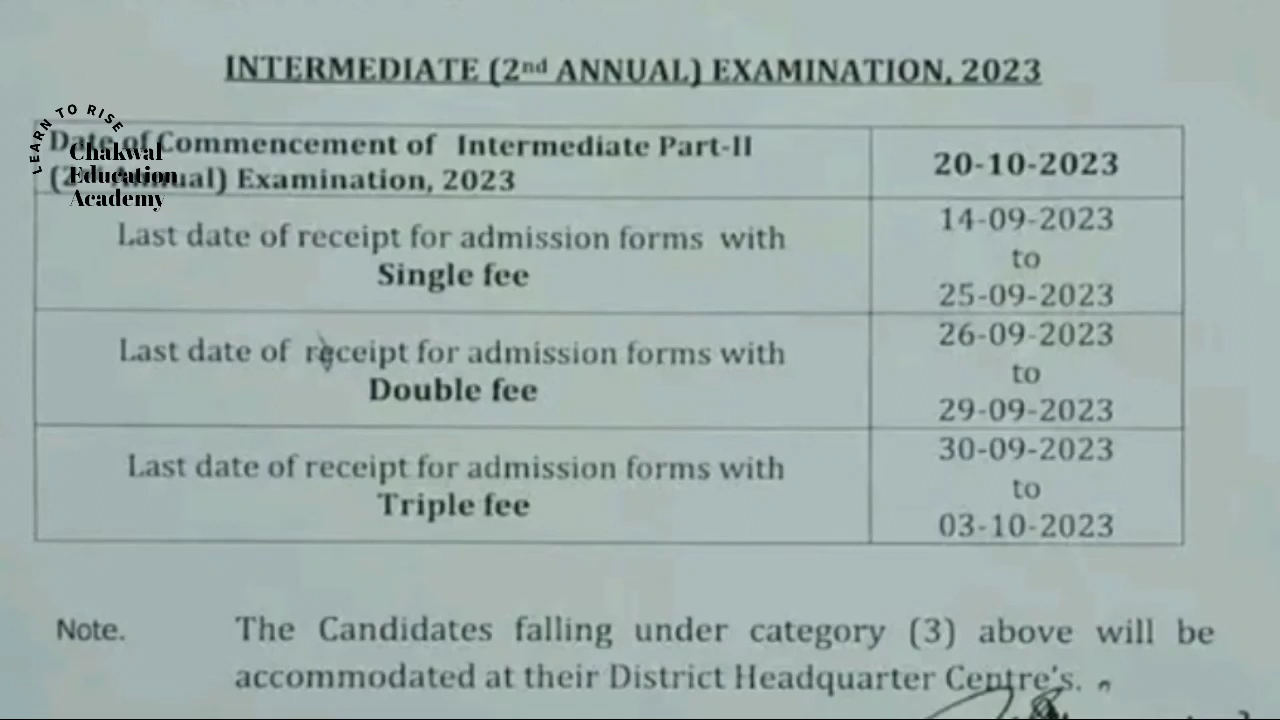 INTERMEDIATE (2nd ANNUAL) EXAMINATION, 2023
LEARN TO RISE
Chakwal
Education
Academy
Date of Commencement of Intermediate Part-II
(2nd Annual) Examination, 2023
20-10-2023
Last date of receipt for admission forms with
Single fee
14-09-2023
to
25-09-2023
Last date of receipt for admission forms with
Double fee
26-09-2023
to
29-09-2023
Last date of receipt for admission forms with
Triple fee
30-09-2023
to
03-10-2023
Note. The Candidates falling under category (3) above will be
accommodated at their District Headquarter Centre's.